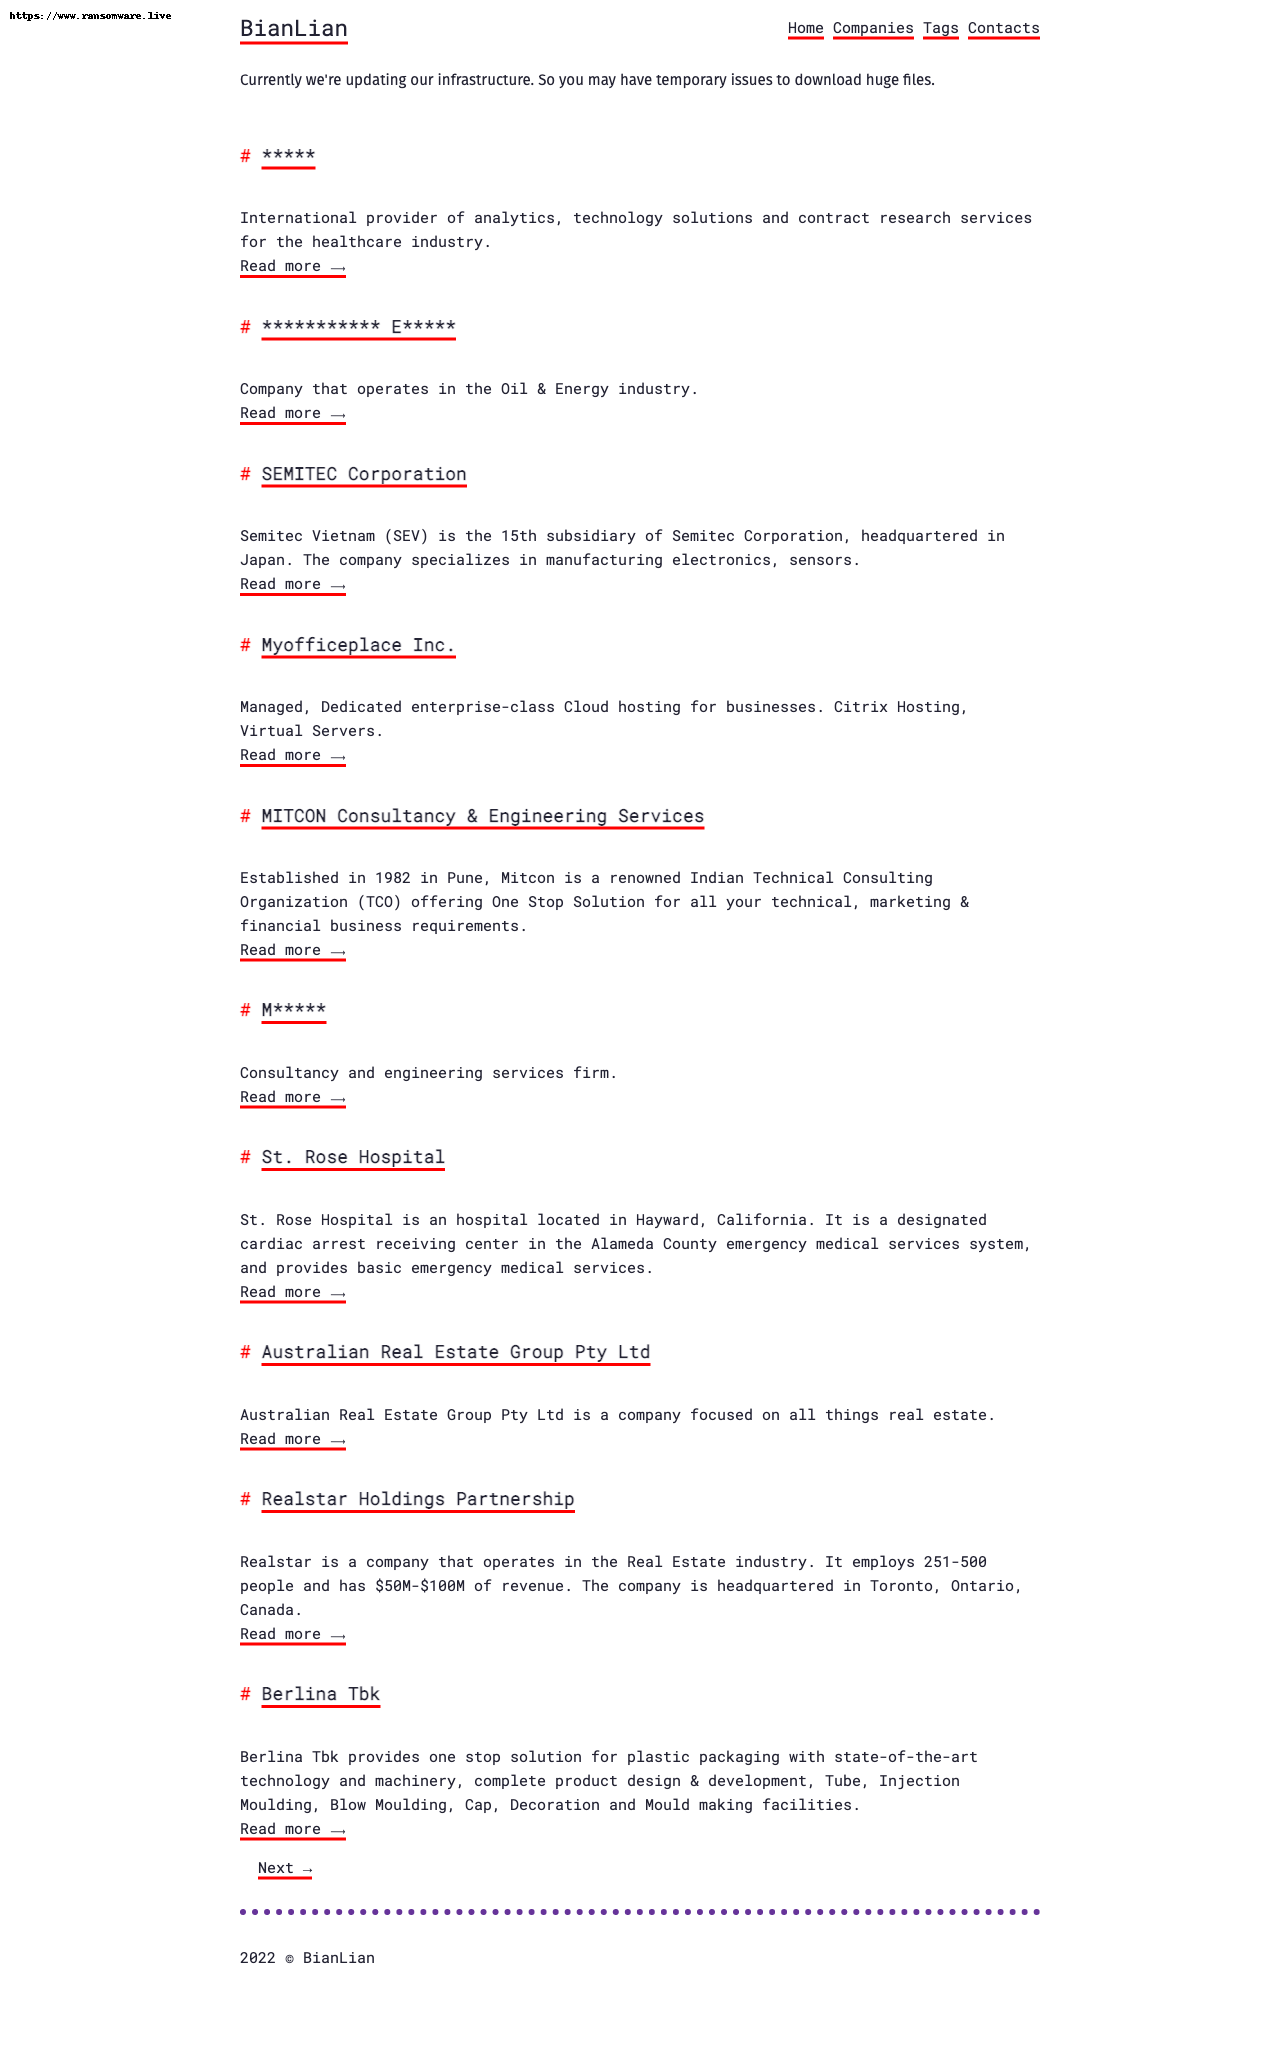 https://www.ransomware.live
BianLian
Home Companies Tags Contacts
Currently we're updating our infrastructure. So you may have temporary issues to download huge files.
# *****
International provider of analytics, technology solutions and contract research services
for the healthcare industry.
Read more ⟶
# *********** E*****
Company that operates in the Oil & Energy industry.
Read more ⟶
# SEMITEC Corporation
Semitec Vietnam (SEV) is the 15th subsidiary of Semitec Corporation, headquartered in
Japan. The company specializes in manufacturing electronics, sensors.
Read more ⟶
# Myofficeplace Inc.
Managed, Dedicated enterprise-class Cloud hosting for businesses. Citrix Hosting,
Virtual Servers.
Read more ⟶
# MITCON Consultancy & Engineering Services
Established in 1982 in Pune, Mitcon is a renowned Indian Technical Consulting
Organization (TCO) offering One Stop Solution for all your technical, marketing &
financial business requirements.
Read more ⟶
# M*****
Consultancy and engineering services firm.
Read more ⟶
# St. Rose Hospital
St. Rose Hospital is an hospital located in Hayward, California. It is a designated
cardiac arrest receiving center in the Alameda County emergency medical services system,
and provides basic emergency medical services.
Read more ⟶
# Australian Real Estate Group Pty Ltd
Australian Real Estate Group Pty Ltd is a company focused on all things real estate.
Read more ⟶
# Realstar Holdings Partnership
Realstar is a company that operates in the Real Estate industry. It employs 251-500
people and has $50M-$100M of revenue. The company is headquartered in Toronto, Ontario,
Canada.
Read more ⟶
# Berlina Tbk
Berlina Tbk provides one stop solution for plastic packaging with state-of-the-art
technology and machinery, complete product design & development, Tube, Injection
Moulding, Blow Moulding, Cap, Decoration and Mould making facilities.
Read more ⟶
Next →
2022 © BianLian